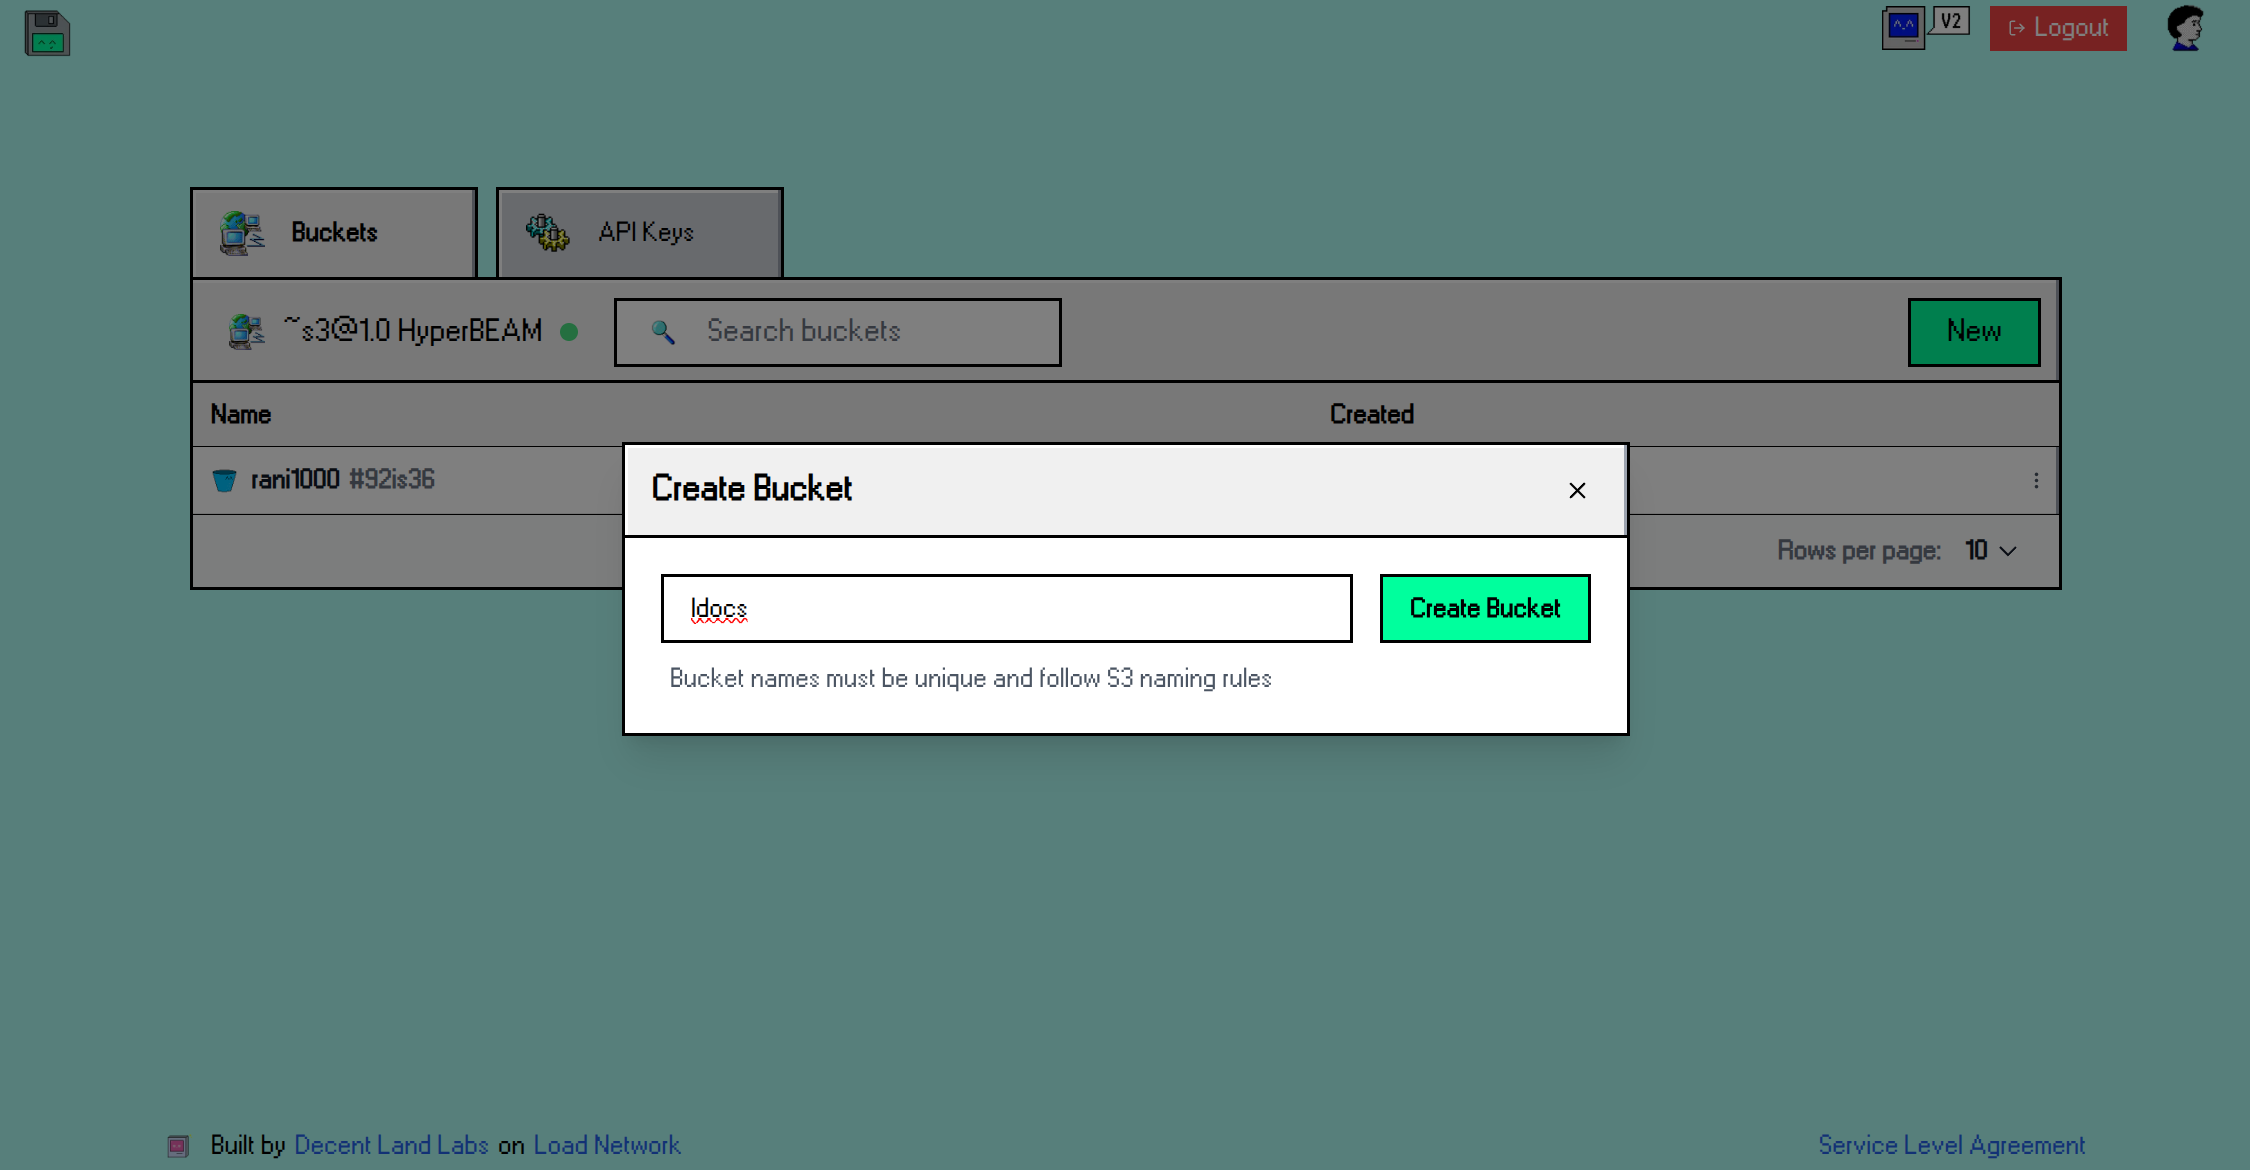 V2
Logout
Buckets
API Keys
~s3@1.0 HyperBEAM
Search buckets
New
Name
Created
rani1000 #92is36
Create Bucket
ldocs
Create Bucket
Bucket names must be unique and follow S3 naming rules
Rows per page: 10
Built by Decent Land Labs on Load Network
Service Level Agreement